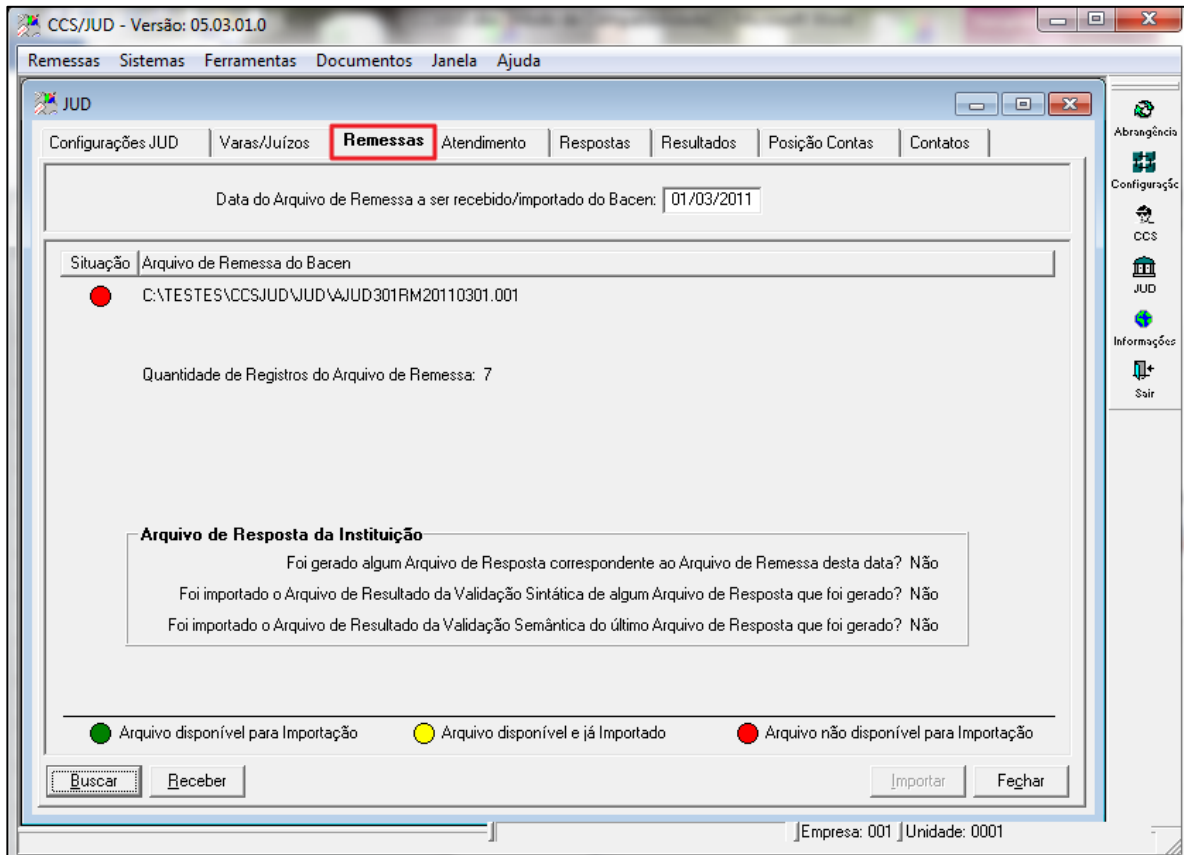 CCS/JUD - Versão: 05.03.01.0
Remessas Sistemas Ferramentas Documentos Janela Ajuda
JUD
Configurações JUD Varas/Juízos Remessas Atendimento Respostas Resultados Posição Contas Contatos
Data do Arquivo de Remessa a ser recebido/importado do Bacen: 01/03/2011
Situação Arquivo de Remessa do Bacen
C:\TESTES\CCSJUD\JUD\AJUD301RM20110301.001
Quantidade de Registros do Arquivo de Remessa: 7
Arquivo de Resposta da Instituição
Foi gerado algum Arquivo de Resposta correspondente ao Arquivo de Remessa desta data? Não
Foi importado o Arquivo de Resultado da Validação Sintática de algum Arquivo de Resposta que foi gerado? Não
Foi importado o Arquivo de Resultado da Validação Semântica do último Arquivo de Resposta que foi gerado? Não
Arquivo disponível para Importação Arquivo disponível e já Importado Arquivo não disponível para Importação
Buscar Receber Importar Fechar
Abrangência
Configuração
CCS
JUD
Informações
Sair
Empresa: 001 Unidade: 0001